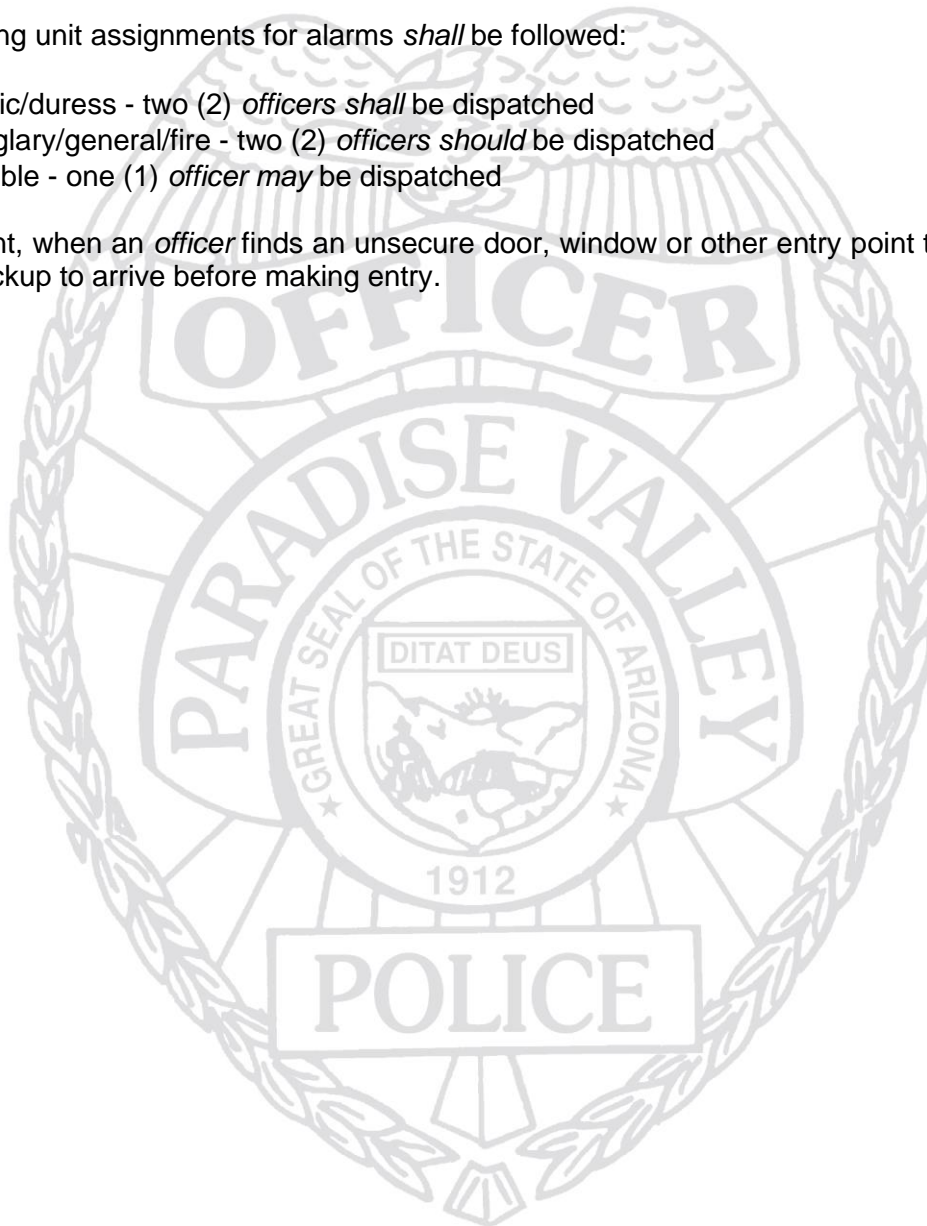 ng unit assignments for alarms shall be followed:
ic/duress - two (2) officers shall be dispatched
glary/general/fire - two (2) officers should be dispatched
ble - one (1) officer may be dispatched
nt, when an officer finds an unsecure door, window or other entry point t
ckup to arrive before making entry.
OFFICER
PARADISE VALLEY
GREAT SEAL OF THE STATE OF ARIZONA
DITAT DEUS
1912
POLICE